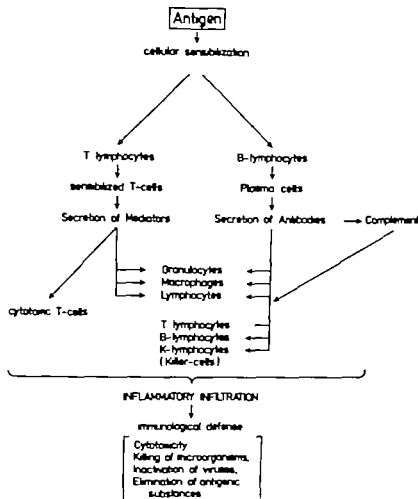 Antigen
cellular sensibilization
T lymphocytes
B-lymphocytes
sensibilized T-cells
Plasma cells
Secretion of Mediators
Secretion of Antibodies
Complement
Granulocytes
Macrophages
Lymphocytes
cytotoxic T-cells
T lymphocytes
B-lymphocytes
K-lymphocytes
(Killer-cells)
INFLAMMATORY INFILTRATION
immunological defense
Cytotoxicity
Killing of microorganisms,
Inactivation of viruses,
Elimination of antigenic
substances